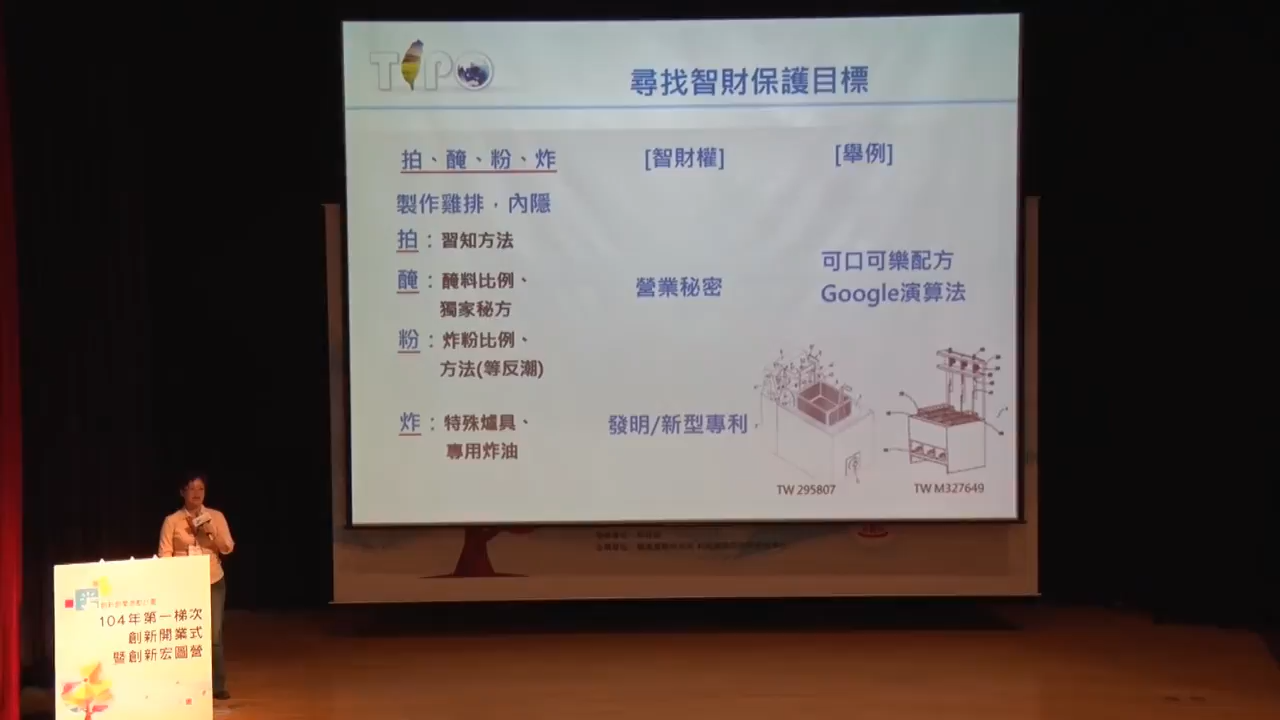 TIPO
尋找智財保護目標
拍、醃、粉、炸
[智財權]
[舉例]
製作雞排，內隱
拍：習知方法
醃：醃料比例、
獨家秘方
營業秘密
可口可樂配方
Google演算法
粉：炸粉比例、
方法(等反潮)
炸：特殊爐具、
專用炸油
發明/新型專利
TW 295807
TW M327649
104年第一梯次
創新開業式
暨創新宏圖營